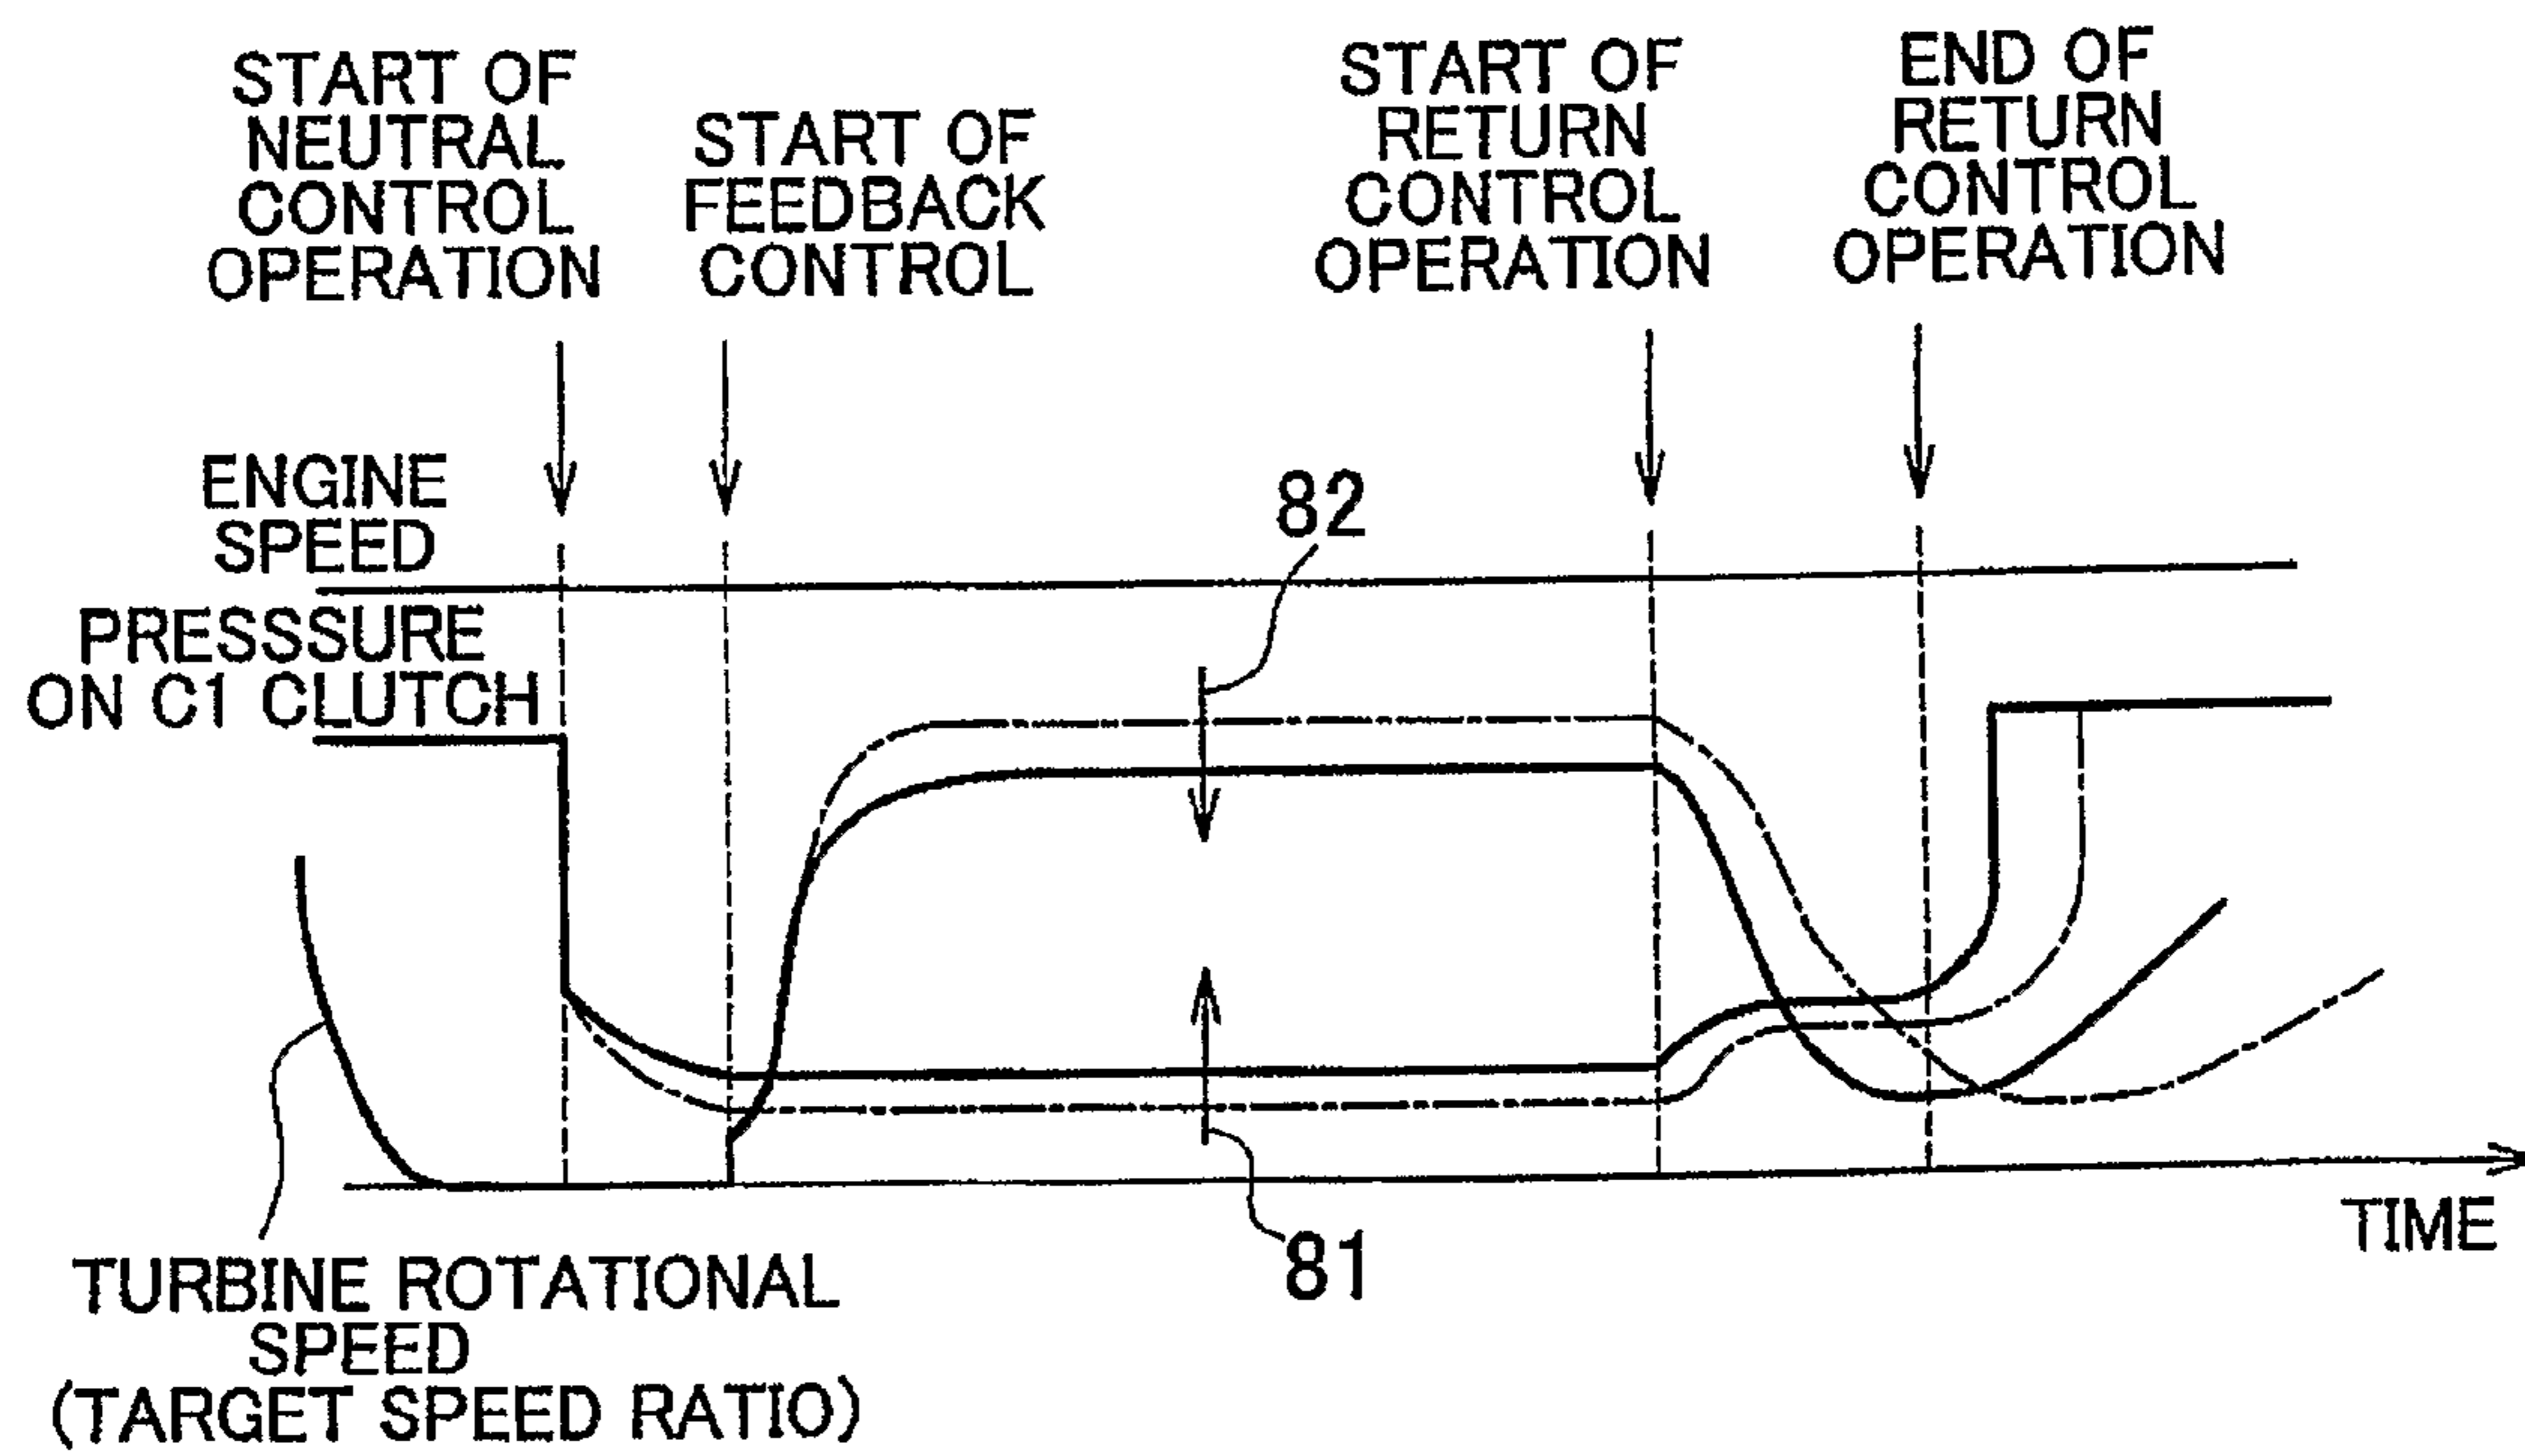 START OF
NEUTRAL
CONTROL
OPERATION
START OF
FEEDBACK
CONTROL
START OF
RETURN
CONTROL
OPERATION
END OF
RETURN
CONTROL
OPERATION
ENGINE
SPEED
82
PRESSSURE
ON C1 CLUTCH
TIME
81
TURBINE ROTATIONAL
SPEED
(TARGET SPEED RATIO)